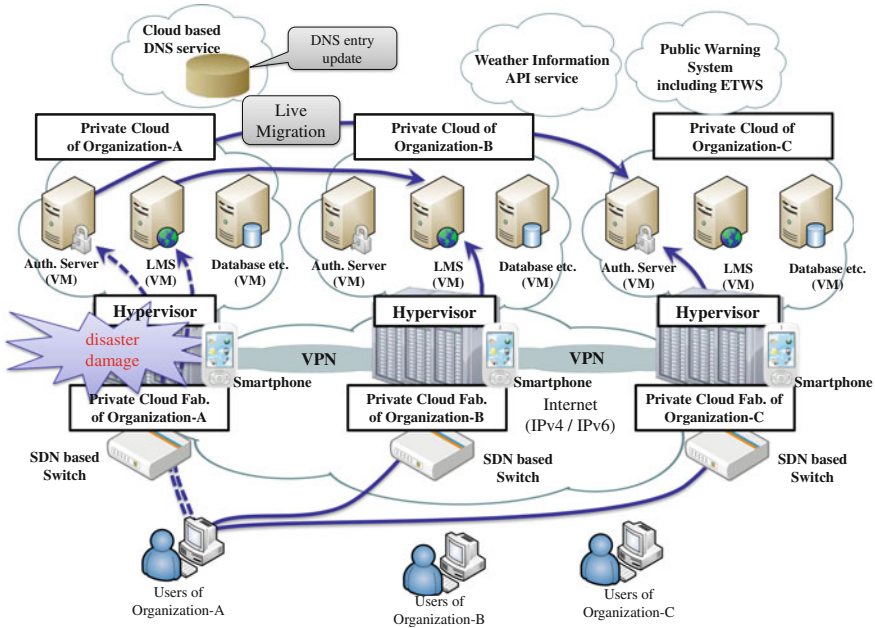 Cloud based
DNS service
DNS entry
update
Weather Information
API service
Public Warning
System
including ETWS
Live
Migration
Private Cloud
of Organization-A
Private Cloud of
Organization-B
Private Cloud of
Organization-C
Auth. Server
(VM)
LMS
(VM)
Database etc.
(VM)
Auth. Server
(VM)
LMS
(VM)
Database etc.
(VM)
Auth. Server
(VM)
LMS
(VM)
Database etc.
(VM)
Hypervisor
Hypervisor
Hypervisor
disaster
damage
VPN
VPN
Smartphone
Smartphone
Smartphone
Private Cloud Fab.
of Organization-A
Private Cloud Fab.
of Organization-B
Internet
(IPv4 / IPv6)
Private Cloud Fab. of
Organization-C
SDN based
Switch
SDN based
Switch
SDN based
Switch
Users of
Organization-A
Users of
Organization-B
Users of
Organization-C